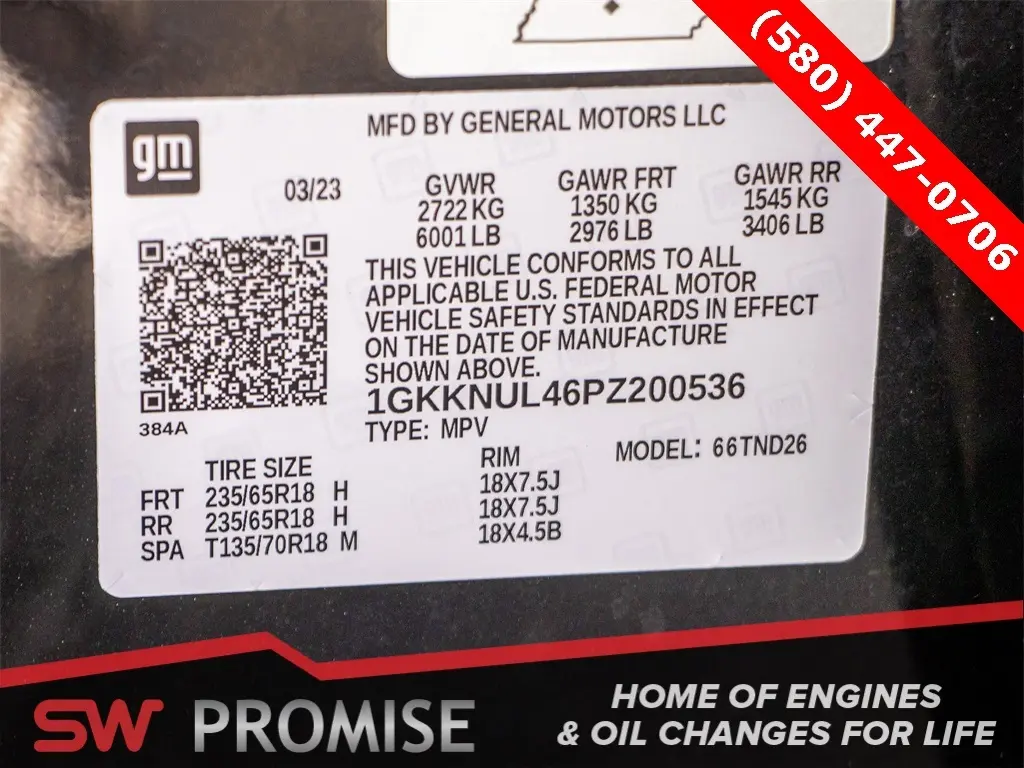 (580) 447-0706
gm
MFD BY GENERAL MOTORS LLC
03/23
GVWR GAWR FRT GAWR RR
2722 KG 1350 KG 1545 KG
6001 LB 2976 LB 3406 LB
THIS VEHICLE CONFORMS TO ALL
APPLICABLE U.S. FEDERAL MOTOR
VEHICLE SAFETY STANDARDS IN EFFECT
ON THE DATE OF MANUFACTURE
SHOWN ABOVE.
1GKKNUL46PZ200536
384A
TYPE: MPV
MODEL: 66TND26
TIRE SIZE RIM
FRT 235/65R18 H 18X7.5J
RR 235/65R18 H 18X7.5J
SPA T135/70R18 M 18X4.5B
SW PROMISE
HOME OF ENGINES
& OIL CHANGES FOR LIFE